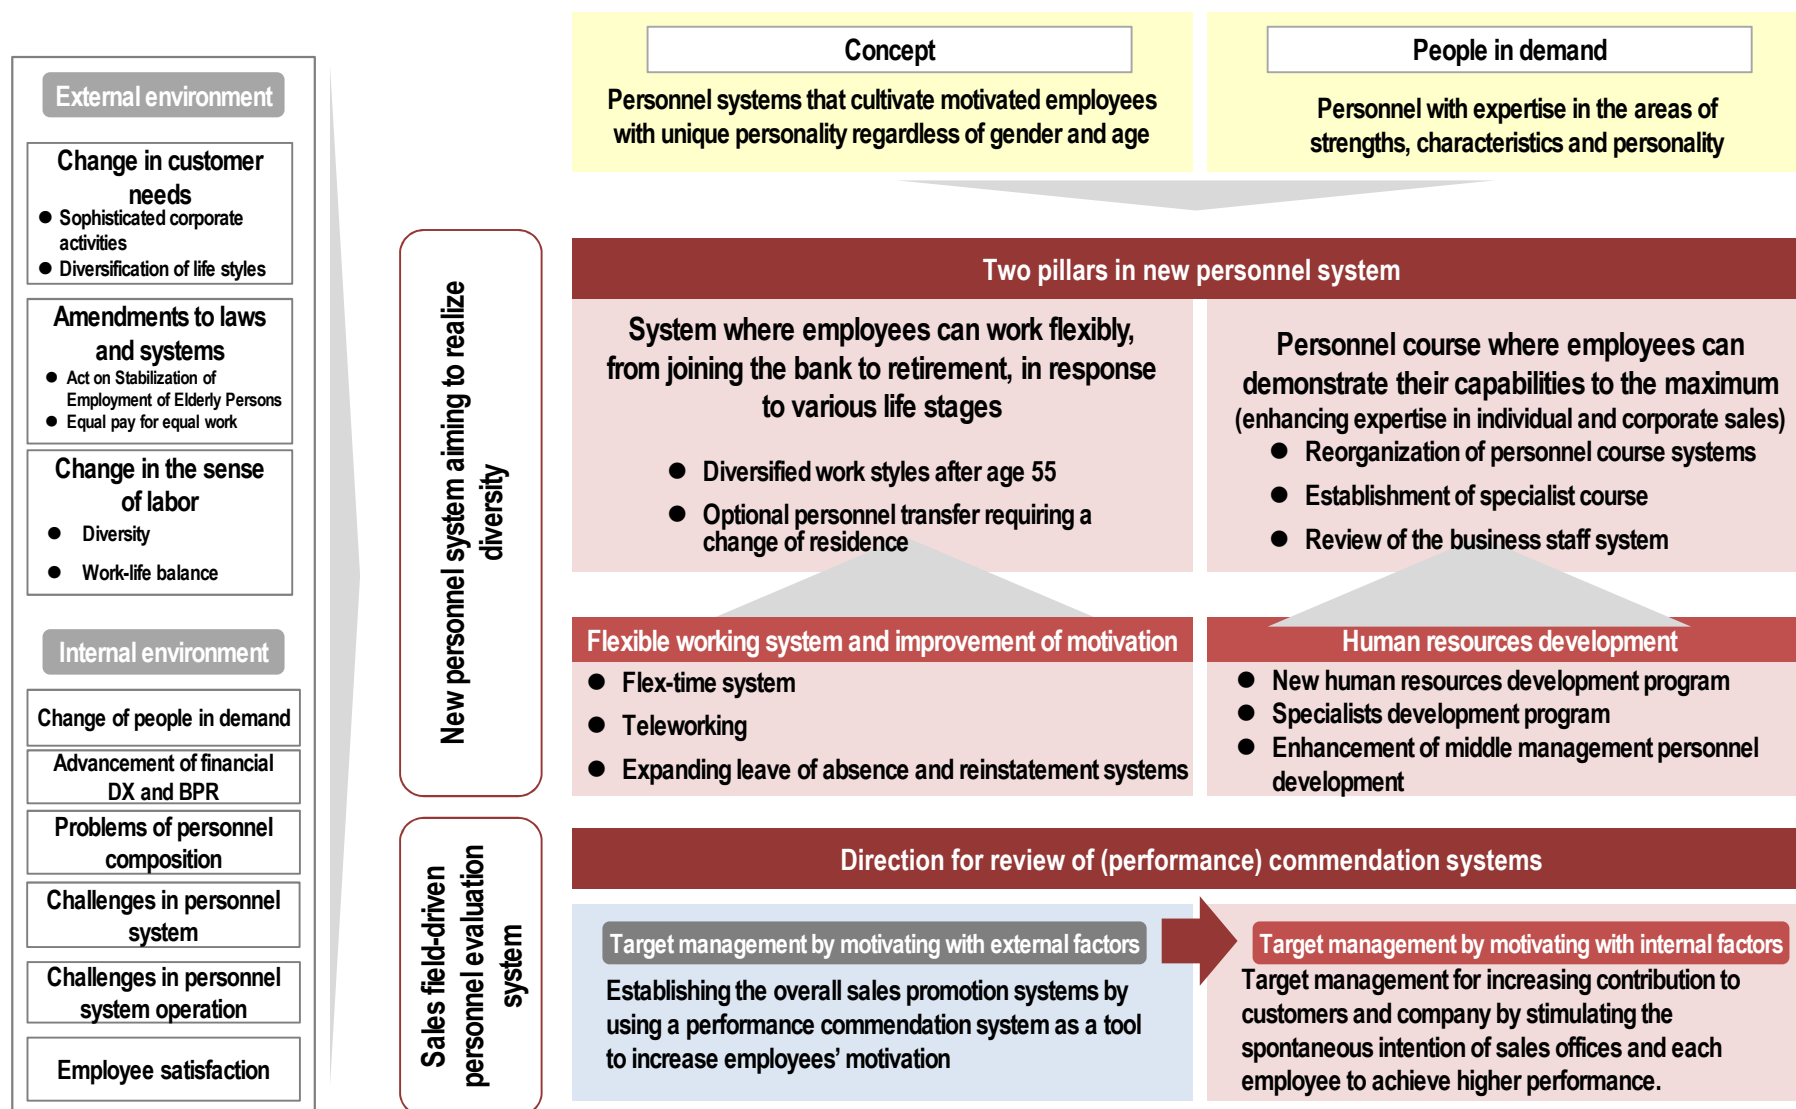 External environment
Change in customer
needs
● Sophisticated corporate
activities
● Diversification of life styles
Amendments to laws
and systems
● Act on Stabilization of
Employment of Elderly Persons
● Equal pay for equal work
Change in the sense
of labor
● Diversity
● Work-life balance
Internal environment
Change of people in demand
Advancement of financial
DX and BPR
Problems of personnel
composition
Challenges in personnel
system
Challenges in personnel
system operation
Employee satisfaction
Concept
Personnel systems that cultivate motivated employees
with unique personality regardless of gender and age
People in demand
Personnel with expertise in the areas of
strengths, characteristics and personality
New personnel system aiming to realize
diversity
Two pillars in new personnel system
System where employees can work flexibly,
from joining the bank to retirement, in response
to various life stages
● Diversified work styles after age 55
● Optional personnel transfer requiring a
change of residence
Personnel course where employees can
demonstrate their capabilities to the maximum
(enhancing expertise in individual and corporate sales)
● Reorganization of personnel course systems
● Establishment of specialist course
● Review of the business staff system
Flexible working system and improvement of motivation
● Flex-time system
● Teleworking
● Expanding leave of absence and reinstatement systems
Human resources development
● New human resources development program
● Specialists development program
● Enhancement of middle management personnel
development
Sales field-driven
personnel evaluation
system
Direction for review of (performance) commendation systems
Target management by motivating with external factors
Establishing the overall sales promotion systems by
using a performance commendation system as a tool
to increase employees’ motivation
Target management by motivating with internal factors
Target management for increasing contribution to
customers and company by stimulating the
spontaneous intention of sales offices and each
employee to achieve higher performance.